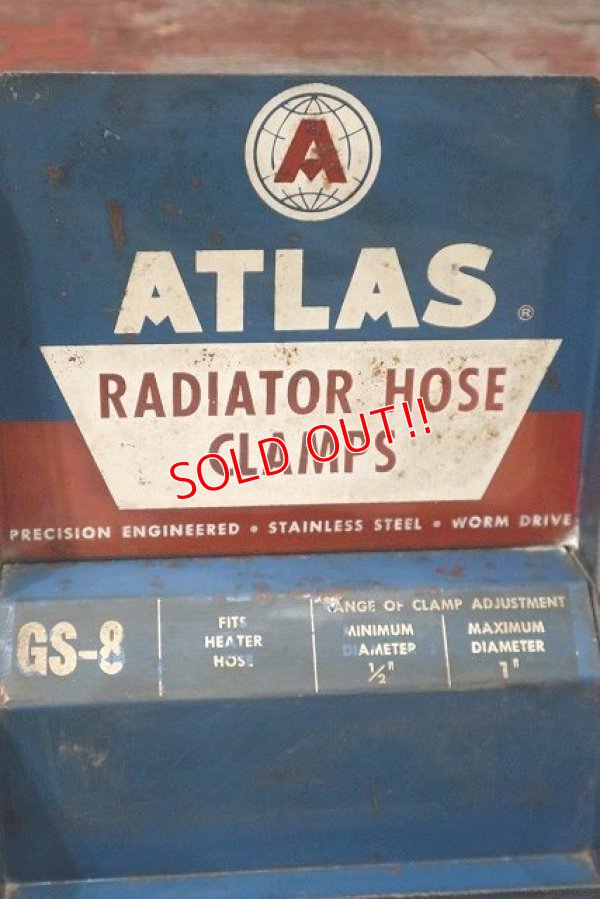 A
ATLAS ®
RADIATOR HOSE
CLAMPS
SOLD OUT!!
PRECISION ENGINEERED • STAINLESS STEEL • WORM DRIVE
GS-8
FITS
HEATER
HOSE
RANGE OF CLAMP ADJUSTMENT
MINIMUM
DIAMETER
1/2"
MAXIMUM
DIAMETER
1"